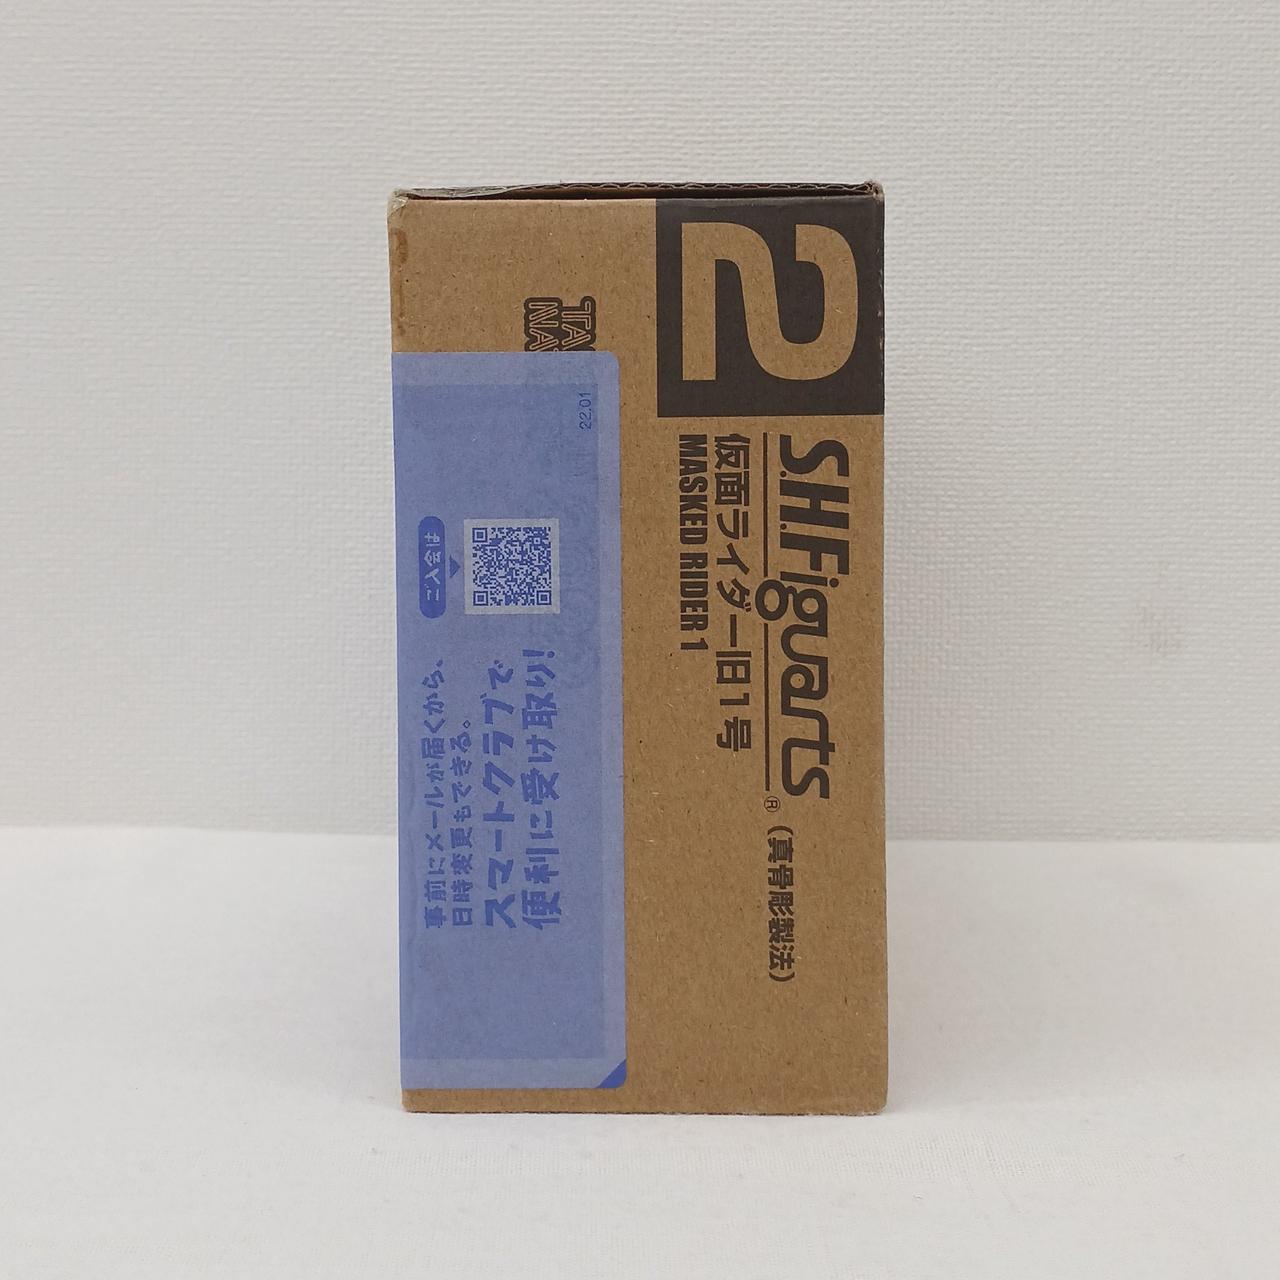 2
S.H.Figuarts®
(真骨彫製法)
仮面ライダー旧1号
MASKED RIDER 1
22.01
便利に受け取り!
スマートクラブで
日時変更もできる。
事前にメールが届くから、
ご入会は